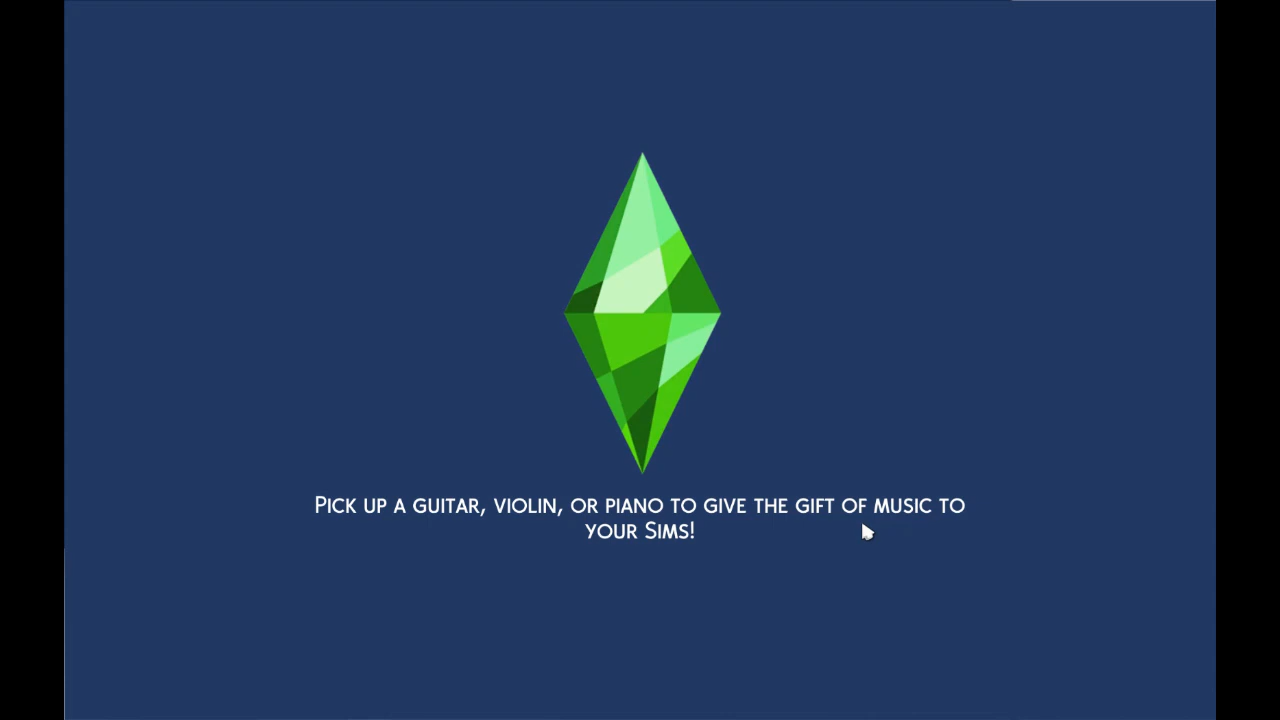 Pick up a guitar, violin, or piano to give the gift of music to
your Sims!